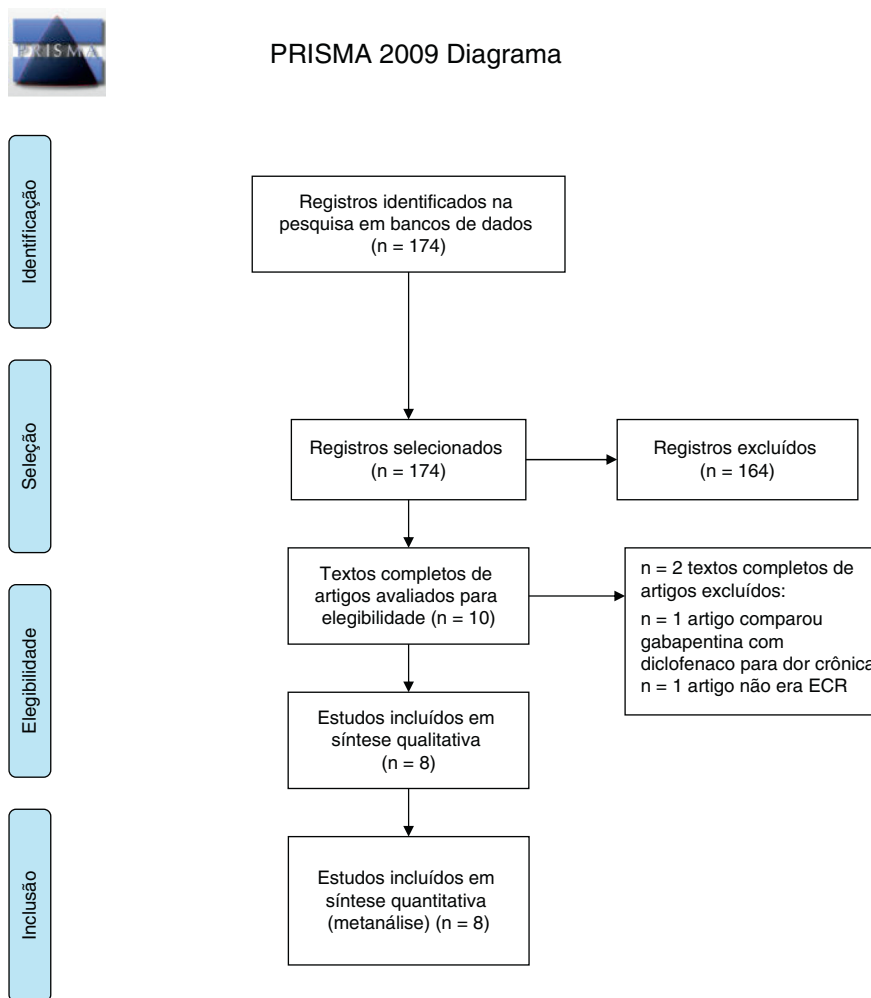 PRISMA
PRISMA 2009 Diagrama
Identificação
Registros identificados na
pesquisa em bancos de dados
(n = 174)
Seleção
Registros selecionados
(n = 174)
Registros excluídos
(n = 164)
Elegibilidade
Textos completos de
artigos avaliados para
elegibilidade (n = 10)
n = 2 textos completos de
artigos excluídos:
n = 1 artigo comparou
gabapentina com
diclofenaco para dor crônica
n = 1 artigo não era ECR
Estudos incluídos em
síntese qualitativa
(n = 8)
Inclusão
Estudos incluídos em
síntese quantitativa
(metanálise) (n = 8)